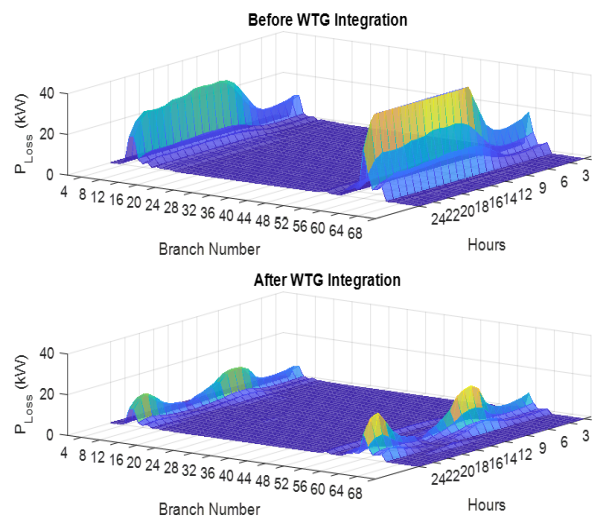 Before WTG Integration
P_Loss (kW)
40
20
0
4 8 12 16 20 24 28 32 36 40 44 48 52 56 60 64 68
Branch Number
24 22 20 18 16 14 12 9 6 3
Hours
After WTG Integration
P_Loss (kW)
40
20
0
4 8 12 16 20 24 28 32 36 40 44 48 52 56 60 64 68
Branch Number
24 22 20 18 16 14 12 9 6 3
Hours